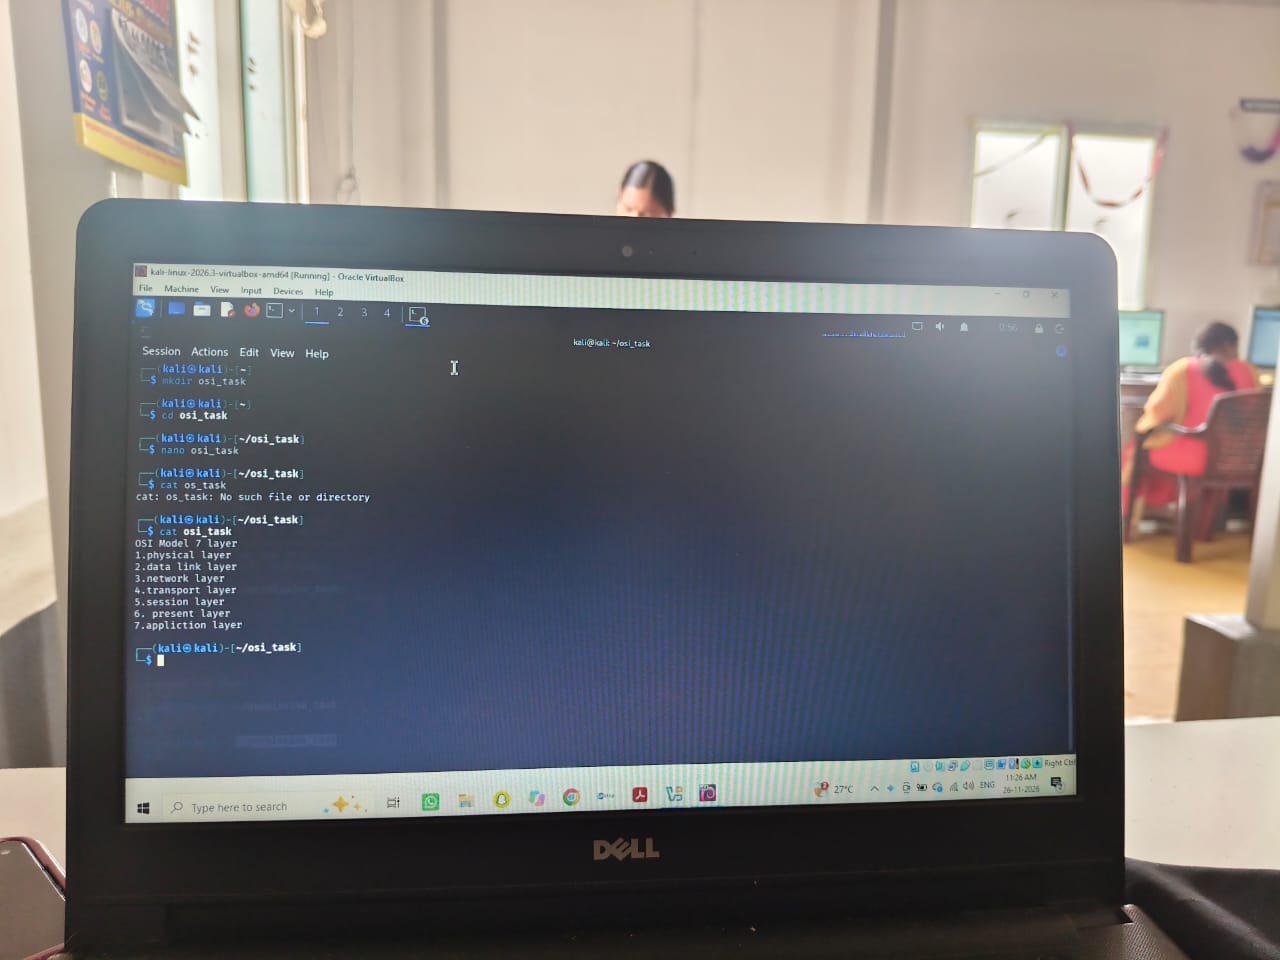 kali-linux-2026.3-virtualbox-amd64 [Running] - Oracle VirtualBox
File Machine View Input Devices Help
1 2 3 4
0:56
kali@kali: ~/osi_task
Session Actions Edit View Help
┌──(kali㉿kali)-[~]
└─$ mkdir osi_task
┌──(kali㉿kali)-[~]
└─$ cd osi_task
┌──(kali㉿kali)-[~/osi_task]
└─$ nano osi_task
┌──(kali㉿kali)-[~/osi_task]
└─$ cat os_task
cat: os_task: No such file or directory
┌──(kali㉿kali)-[~/osi_task]
└─$ cat osi_task
OSI Model 7 layer
1.physical layer
2.data link layer
3.network layer
4.transport layer
5.session layer
6. present layer
7.appliction layer
┌──(kali㉿kali)-[~/osi_task]
└─$
Right Ctrl
Type here to search
27°C
ENG
11:26 AM
26-11-2026
DELL